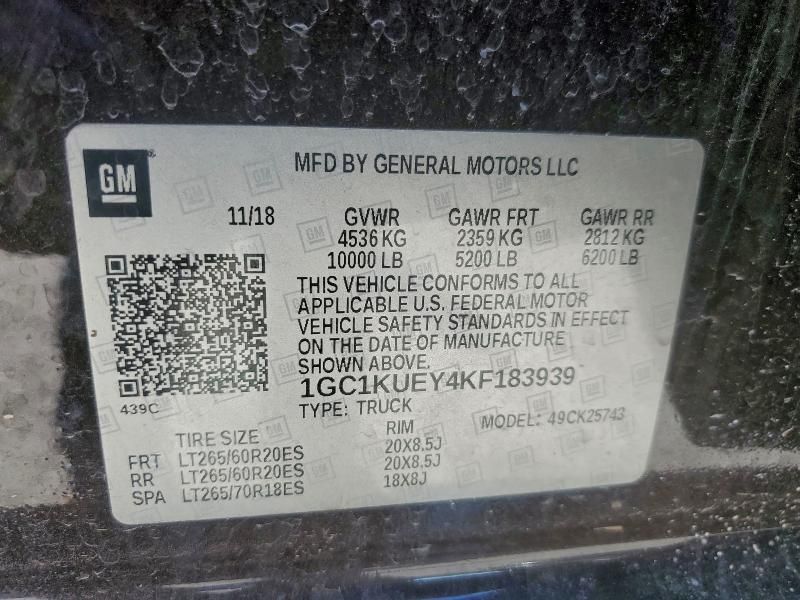 GM
MFD BY GENERAL MOTORS LLC
11/18 GVWR GAWR FRT GAWR RR
4536 KG 2359 KG 2812 KG
10000 LB 5200 LB 6200 LB
THIS VEHICLE CONFORMS TO ALL
APPLICABLE U.S. FEDERAL MOTOR
VEHICLE SAFETY STANDARDS IN EFFECT
ON THE DATE OF MANUFACTURE
SHOWN ABOVE.
1GC1KUEY4KF183939
439C
TYPE: TRUCK MODEL: 49CK25743
TIRE SIZE RIM
FRT LT265/60R20ES 20X8.5J
RR LT265/60R20ES 20X8.5J
SPA LT265/70R18ES 18X8J